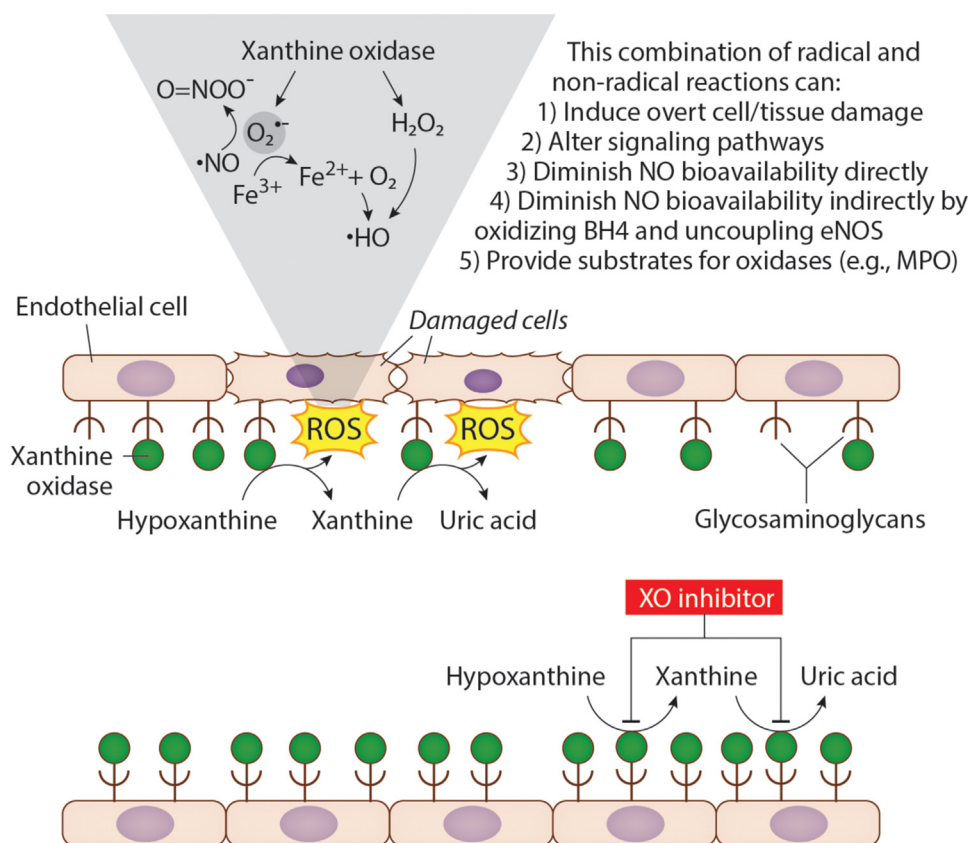 Xanthine oxidase
O=NOO⁻
O₂•⁻
H₂O₂
•NO
Fe³⁺
Fe²⁺ + O₂
•HO
This combination of radical and
non-radical reactions can:
1) Induce overt cell/tissue damage
2) Alter signaling pathways
3) Diminish NO bioavailability directly
4) Diminish NO bioavailability indirectly by
oxidizing BH4 and uncoupling eNOS
5) Provide substrates for oxidases (e.g., MPO)
Endothelial cell
Damaged cells
ROS
ROS
Xanthine
oxidase
Hypoxanthine
Xanthine
Uric acid
Glycosaminoglycans
XO inhibitor
Hypoxanthine
Xanthine
Uric acid